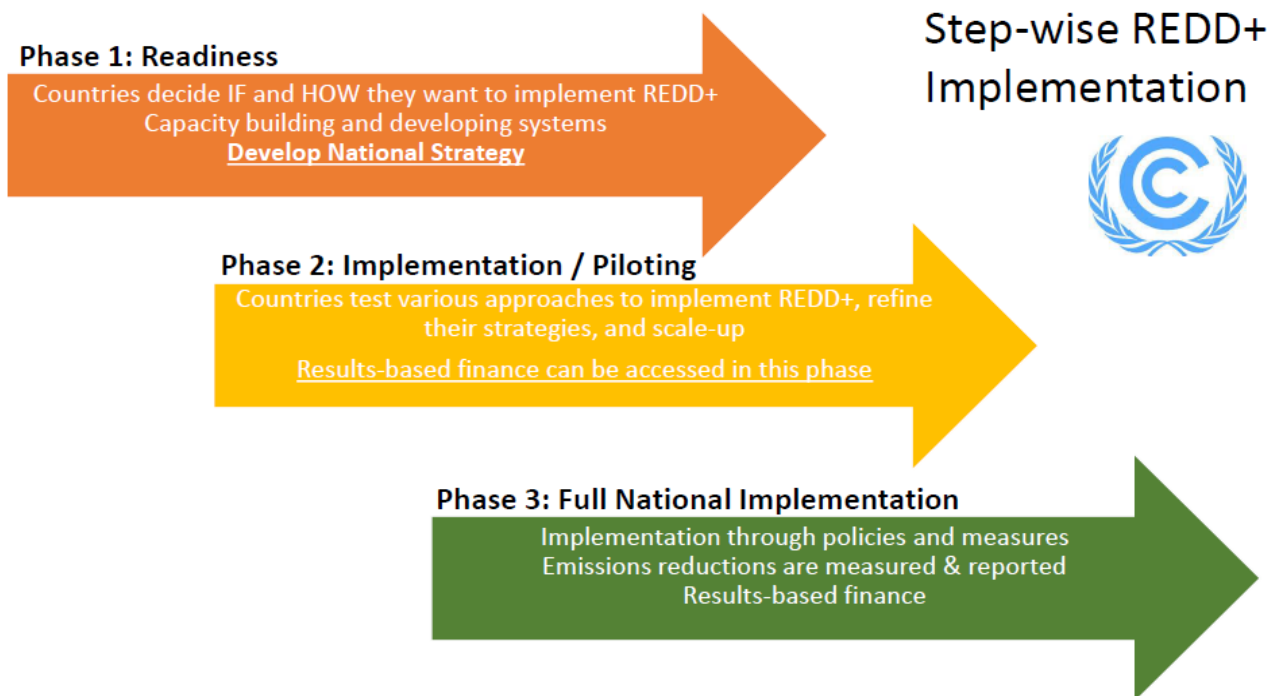 Step-wise REDD+
Implementation
Phase 1: Readiness
Countries decide IF and HOW they want to implement REDD+
Capacity building and developing systems
Develop National Strategy
Phase 2: Implementation / Piloting
Countries test various approaches to implement REDD+, refine
their strategies, and scale-up
Results-based finance can be accessed in this phase
Phase 3: Full National Implementation
Implementation through policies and measures
Emissions reductions are measured & reported
Results-based finance